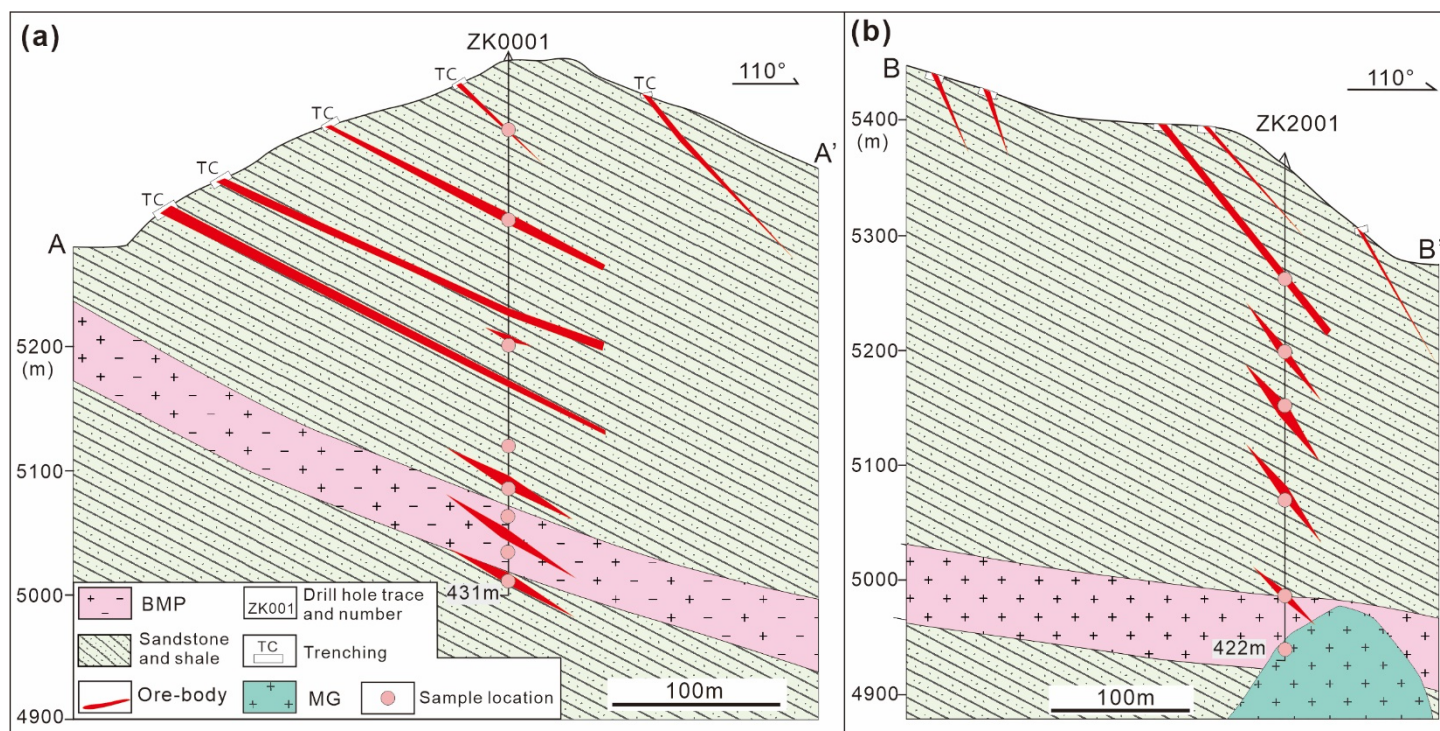 (a)
ZK0001
TC
110°
TC
TC
TC
TC
A
A'
5200
(m)
5100
5000
4900
431m
BMP
ZK001
Drill hole trace
and number
Sandstone
and shale
TC
Trenching
Ore-body
MG
Sample location
100m
(b)
B
110°
5400
(m)
ZK2001
5300
B'
5200
5100
5000
4900
422m
100m